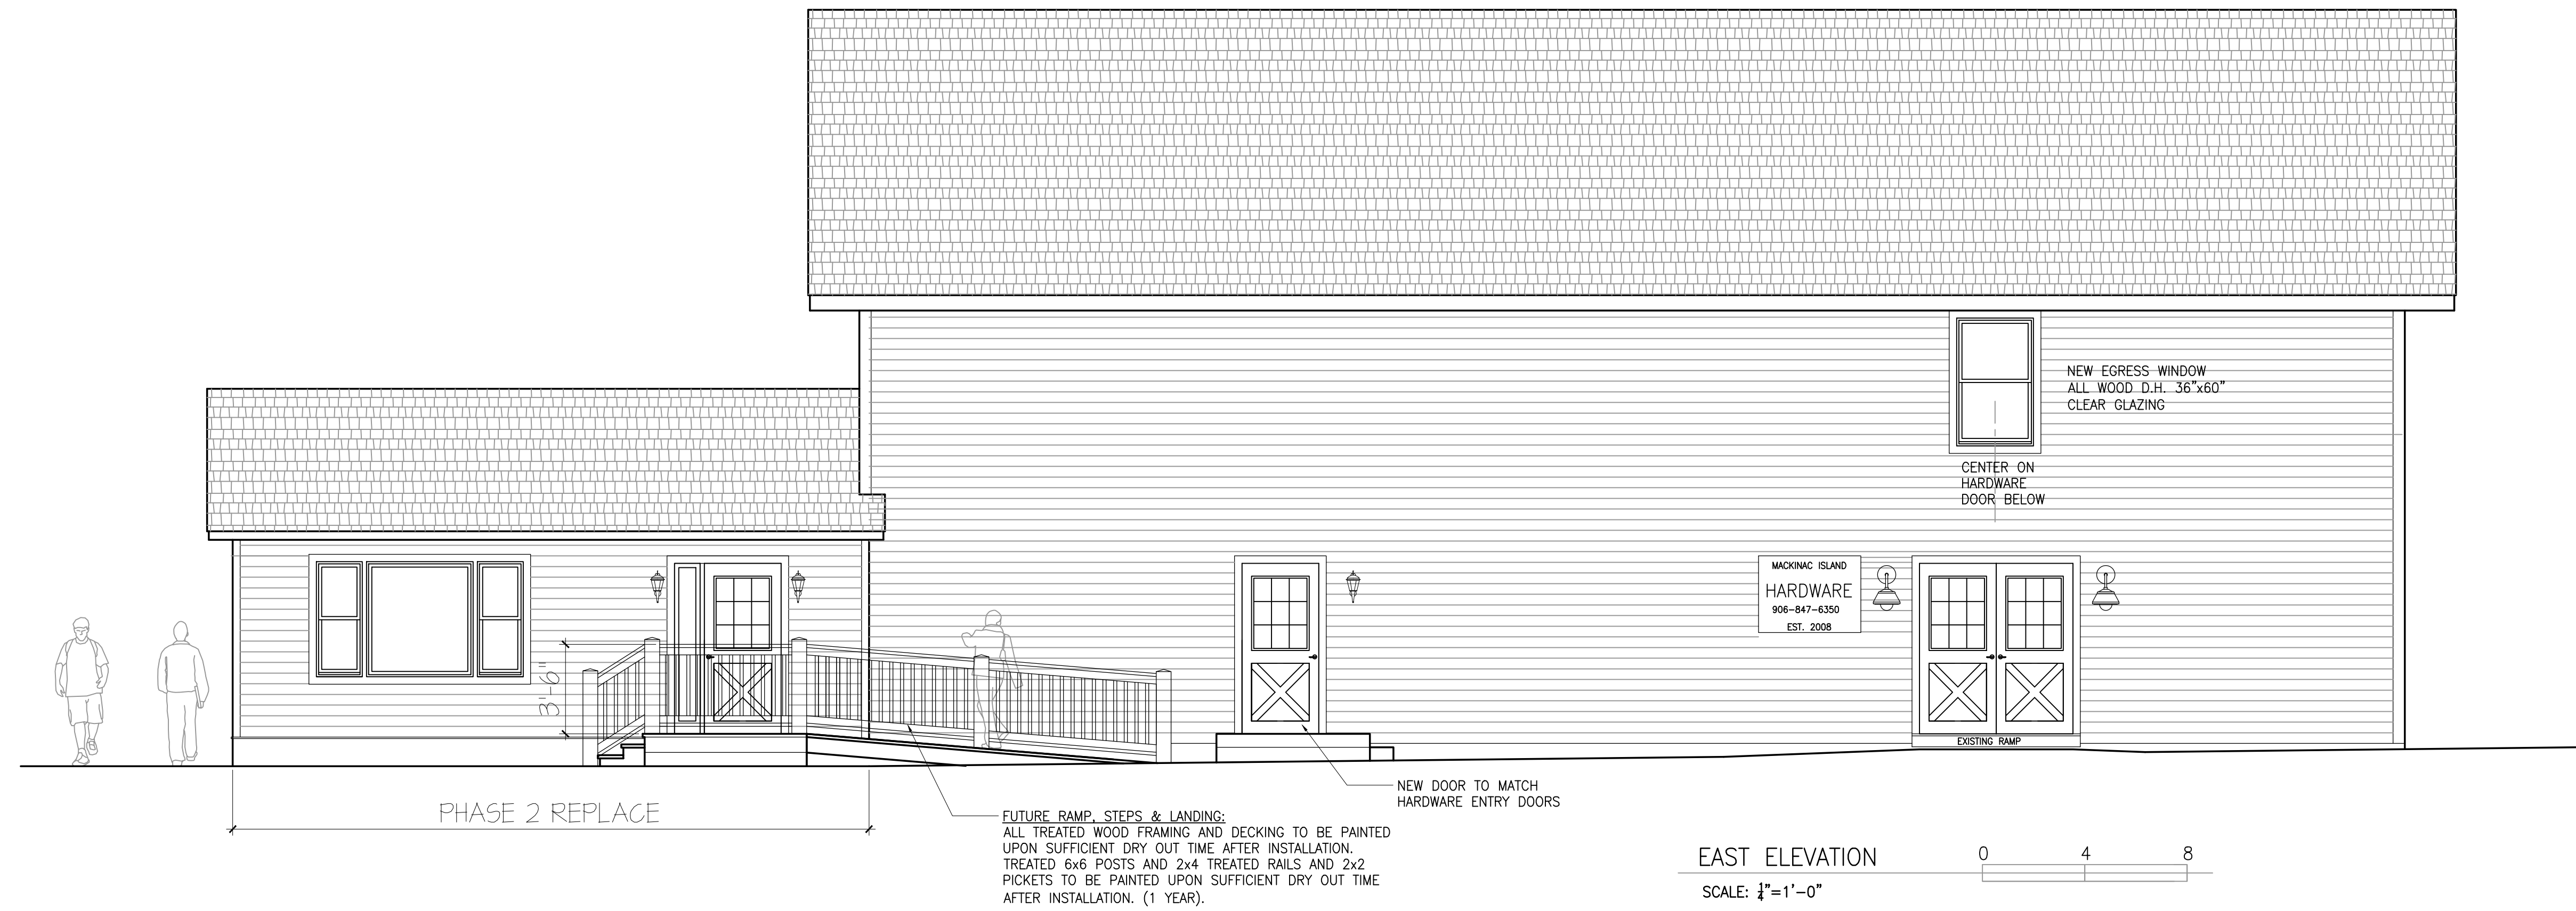 NEW EGRESS WINDOW
ALL WOOD D.H. 36"x60"
CLEAR GLAZING
CENTER ON
HARDWARE
DOOR BELOW
MACKINAC ISLAND
HARDWARE
906-847-6350
EST. 2008
3'-6"
EXISTING RAMP
PHASE 2 REPLACE
NEW DOOR TO MATCH
HARDWARE ENTRY DOORS
FUTURE RAMP, STEPS & LANDING:
ALL TREATED WOOD FRAMING AND DECKING TO BE PAINTED
UPON SUFFICIENT DRY OUT TIME AFTER INSTALLATION.
TREATED 6x6 POSTS AND 2x4 TREATED RAILS AND 2x2
PICKETS TO BE PAINTED UPON SUFFICIENT DRY OUT TIME
AFTER INSTALLATION. (1 YEAR).
EAST ELEVATION
SCALE: 1/4"=1'-0"
0 4 8